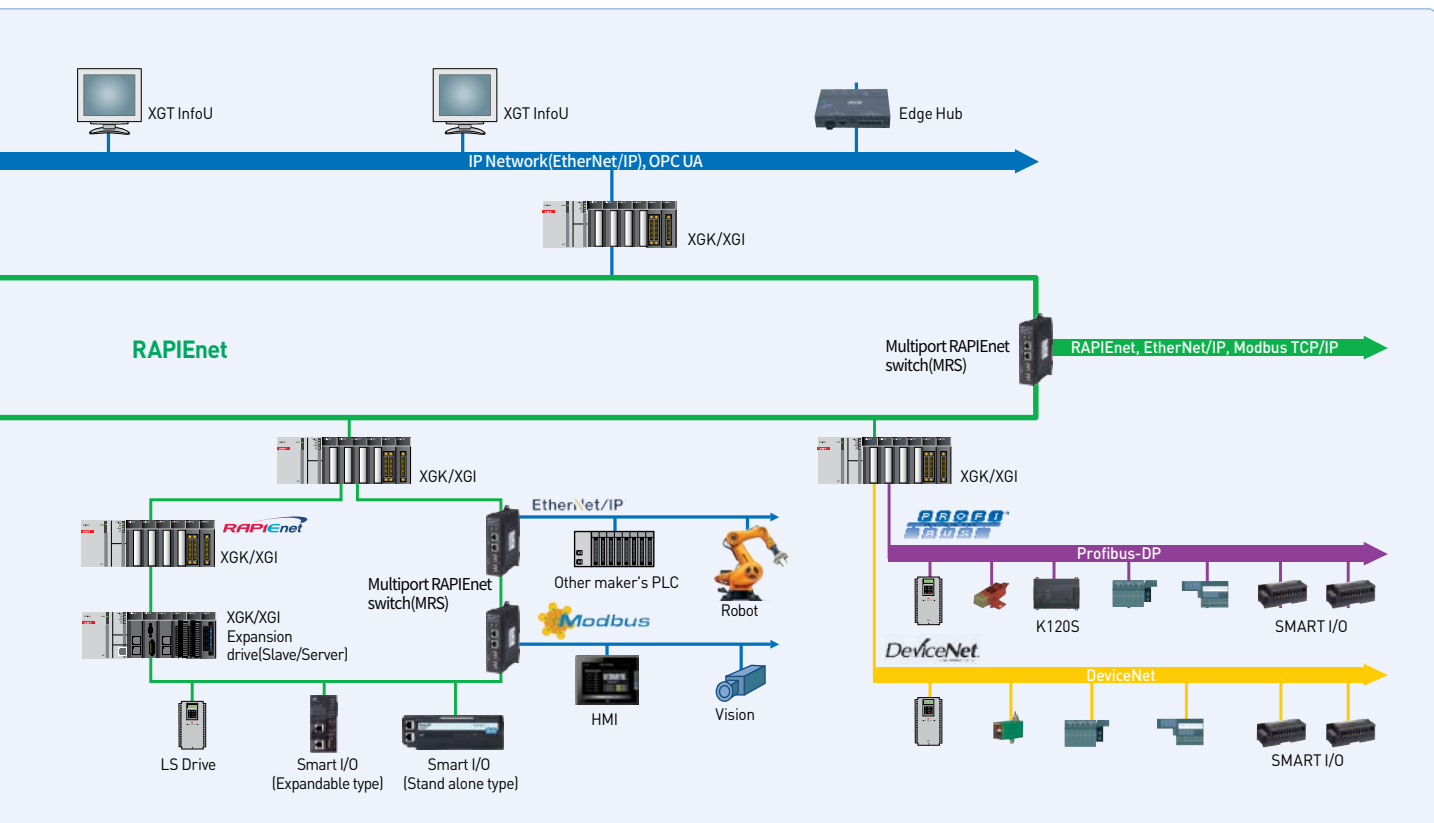 XGT InfoU
XGT InfoU
Edge Hub
IP Network(EtherNet/IP), OPC UA
XGK/XGI
RAPIEnet
Multiport RAPIEnet
switch(MRS)
RAPIEnet, EtherNet/IP, Modbus TCP/IP
XGK/XGI
XGK/XGI
EtherNet/IP
RAPIEnet
XGK/XGI
PROFI
BUS
Profibus-DP
Other maker's PLC
Multiport RAPIEnet
switch(MRS)
Robot
XGK/XGI
Expansion
drive(Slave/Server)
Modbus
K120S
SMART I/O
DeviceNet
DeviceNet
HMI
Vision
LS Drive
Smart I/O
(Expandable type)
Smart I/O
(Stand alone type)
SMART I/O